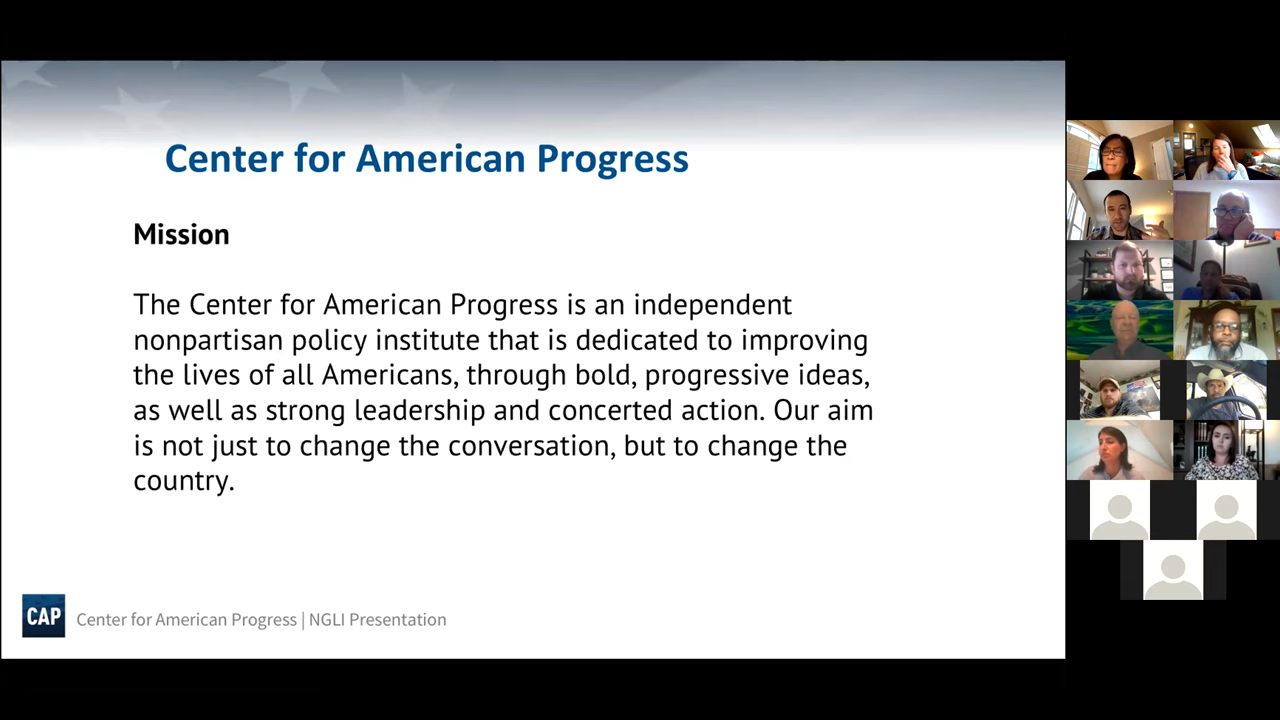 Center for American Progress
Mission
The Center for American Progress is an independent
nonpartisan policy institute that is dedicated to improving
the lives of all Americans, through bold, progressive ideas,
as well as strong leadership and concerted action. Our aim
is not just to change the conversation, but to change the
country.
CAP
Center for American Progress | NGLI Presentation